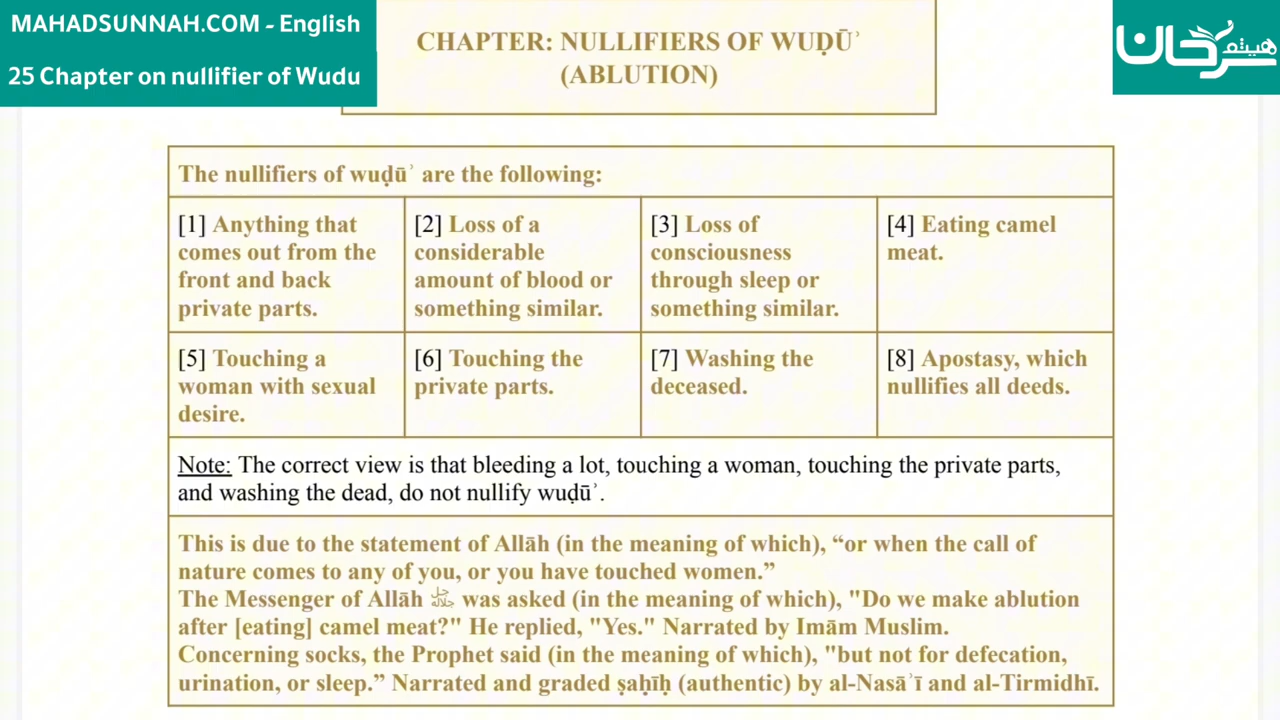 MAHADSUNNAH.COM - English
25 Chapter on nullifier of Wudu
CHAPTER: NULLIFIERS OF WUḌŪʾ
(ABLUTION)
هيثم
سرحان
The nullifiers of wuḍūʾ are the following:
[1] Anything that
comes out from the
front and back
private parts.
[2] Loss of a
considerable
amount of blood or
something similar.
[3] Loss of
consciousness
through sleep or
something similar.
[4] Eating camel
meat.
[5] Touching a
woman with sexual
desire.
[6] Touching the
private parts.
[7] Washing the
deceased.
[8] Apostasy, which
nullifies all deeds.
Note: The correct view is that bleeding a lot, touching a woman, touching the private parts,
and washing the dead, do not nullify wuḍūʾ.
This is due to the statement of Allāh (in the meaning of which), “or when the call of
nature comes to any of you, or you have touched women.”
The Messenger of Allāh ﷻ was asked (in the meaning of which), "Do we make ablution
after [eating] camel meat?" He replied, "Yes." Narrated by Imām Muslim.
Concerning socks, the Prophet said (in the meaning of which), "but not for defecation,
urination, or sleep.” Narrated and graded ṣaḥīḥ (authentic) by al-Nasāʾī and al-Tirmidhī.